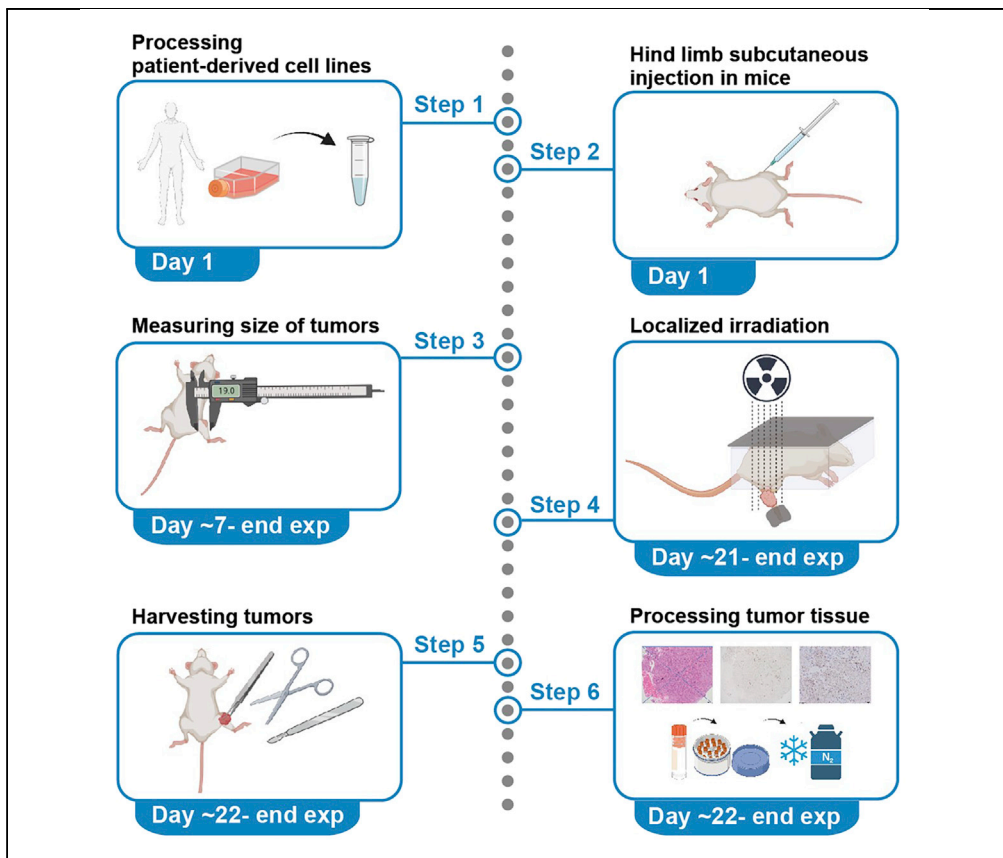 Processing
patient-derived cell lines
Step 1
Day 1
Hind limb subcutaneous
injection in mice
Step 2
Day 1
Measuring size of tumors
Step 3
19.0
Day ~7- end exp
Localized irradiation
Step 4
Day ~21- end exp
Harvesting tumors
Step 5
Day ~22- end exp
Processing tumor tissue
Step 6
N2
Day ~22- end exp